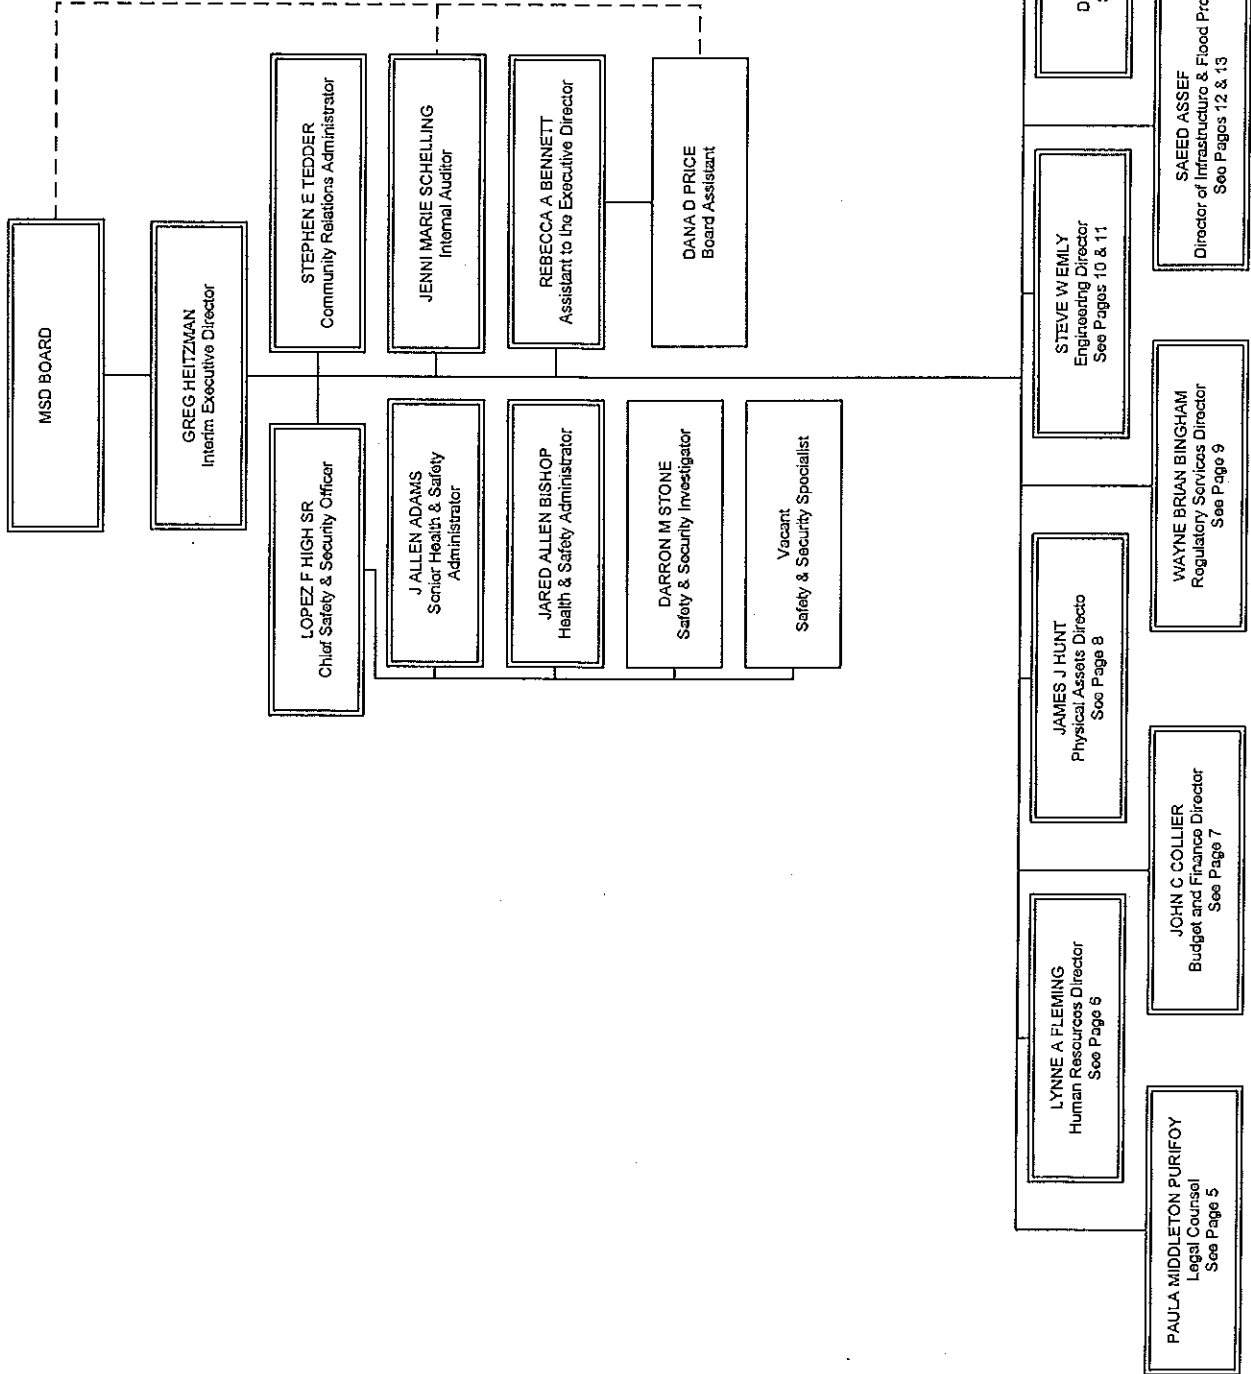 MSD BOARD
GREG HEITZMAN
Interim Executive Director
LOPEZ F HIGH SR
Chief Safety & Security Officer
STEPHEN E TEDDER
Community Relations Administrator
J ALLEN ADAMS
Senior Health & Safety
Administrator
JENNI MARIE SCHELLING
Internal Auditor
JARED ALLEN BISHOP
Health & Safety Administrator
REBECCA A BENNETT
Assistant to the Executive Director
DARRON M STONE
Safety & Security Investigator
DANA D PRICE
Board Assistant
Vacant
Safety & Security Specialist
LYNNE A FLEMING
Human Resources Director
See Page 6
JAMES J HUNT
Physical Assets Directo
See Page 8
STEVE W EMLY
Engineering Director
See Pages 10 & 11
D
PAULA MIDDLETON PURIFOY
Legal Counsel
See Page 5
JOHN C COLLIER
Budget and Finance Director
See Page 7
WAYNE BRIAN BINGHAM
Regulatory Services Director
See Page 9
SAEED ASSEF
Director of Infrastructure & Flood Pro
See Pages 12 & 13